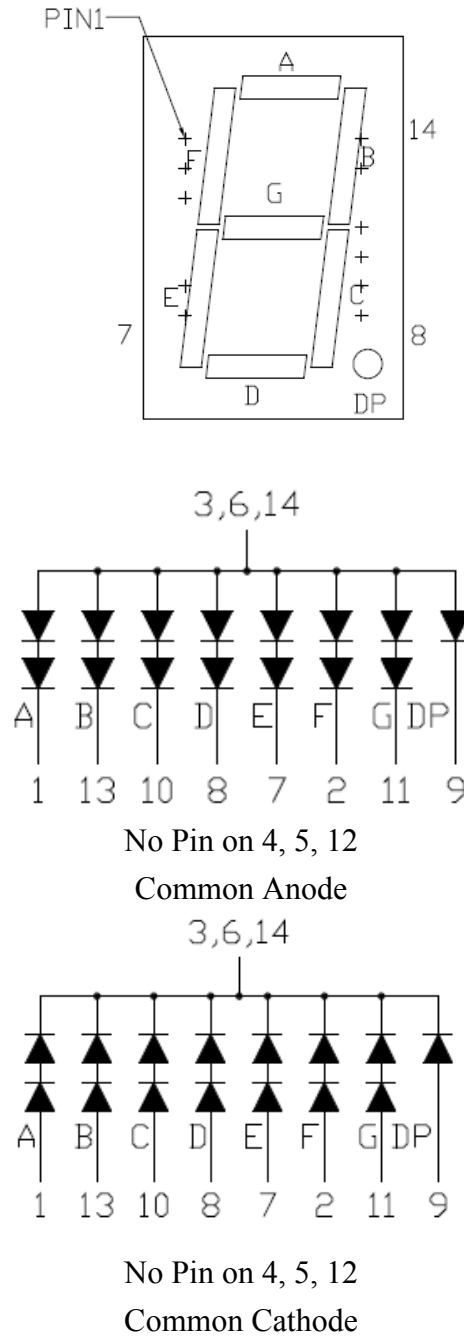 PIN1
A
14
F
B
G
E
C
7
8
D
DP
3,6,14
A B C D E F G DP
1 13 10 8 7 2 11 9
No Pin on 4, 5, 12
Common Anode
3,6,14
A B C D E F G DP
1 13 10 8 7 2 11 9
No Pin on 4, 5, 12
Common Cathode